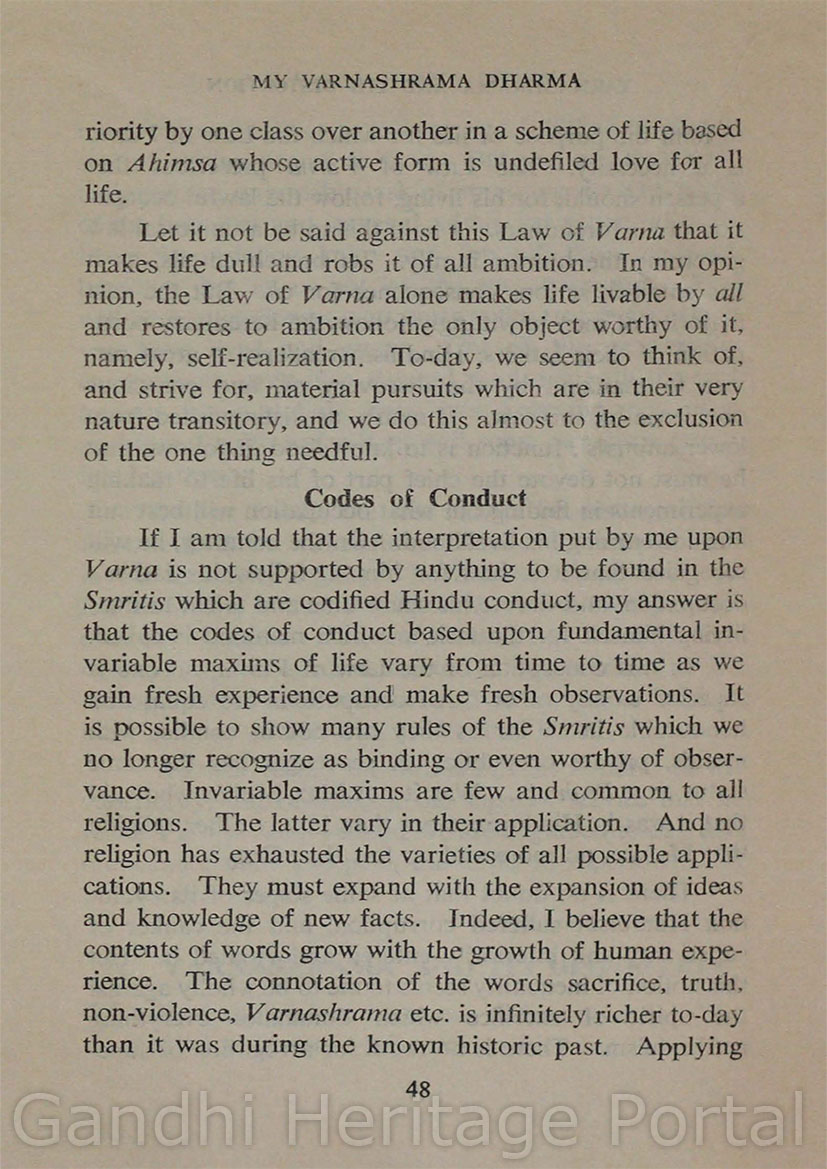 MY VARNASHRAMA DHARMA
riority by one class over another in a scheme of life based
on Ahimsa whose active form is undefiled love for all
life.
Let it not be said against this Law of Varna that it
makes life dull and robs it of all ambition. In my opi-
nion, the Law of Varna alone makes life livable by all
and restores to ambition the only object worthy of it,
namely, self-realization. To-day, we seem to think of,
and strive for, material pursuits which are in their very
nature transitory, and we do this almost to the exclusion
of the one thing needful.
Codes of Conduct
If I am told that the interpretation put by me upon
Varna is not supported by anything to be found in the
Smritis which are codified Hindu conduct, my answer is
that the codes of conduct based upon fundamental in-
variable maxims of life vary from time to time as we
gain fresh experience and make fresh observations. It
is possible to show many rules of the Smritis which we
no longer recognize as binding or even worthy of obser-
vance. Invariable maxims are few and common to all
religions. The latter vary in their application. And no
religion has exhausted the varieties of all possible appli-
cations. They must expand with the expansion of ideas
and knowledge of new facts. Indeed, I believe that the
contents of words grow with the growth of human expe-
rience. The connotation of the words sacrifice, truth,
non-violence, Varnashrama etc. is infinitely richer to-day
than it was during the known historic past. Applying
48
Gandhi Heritage Portal